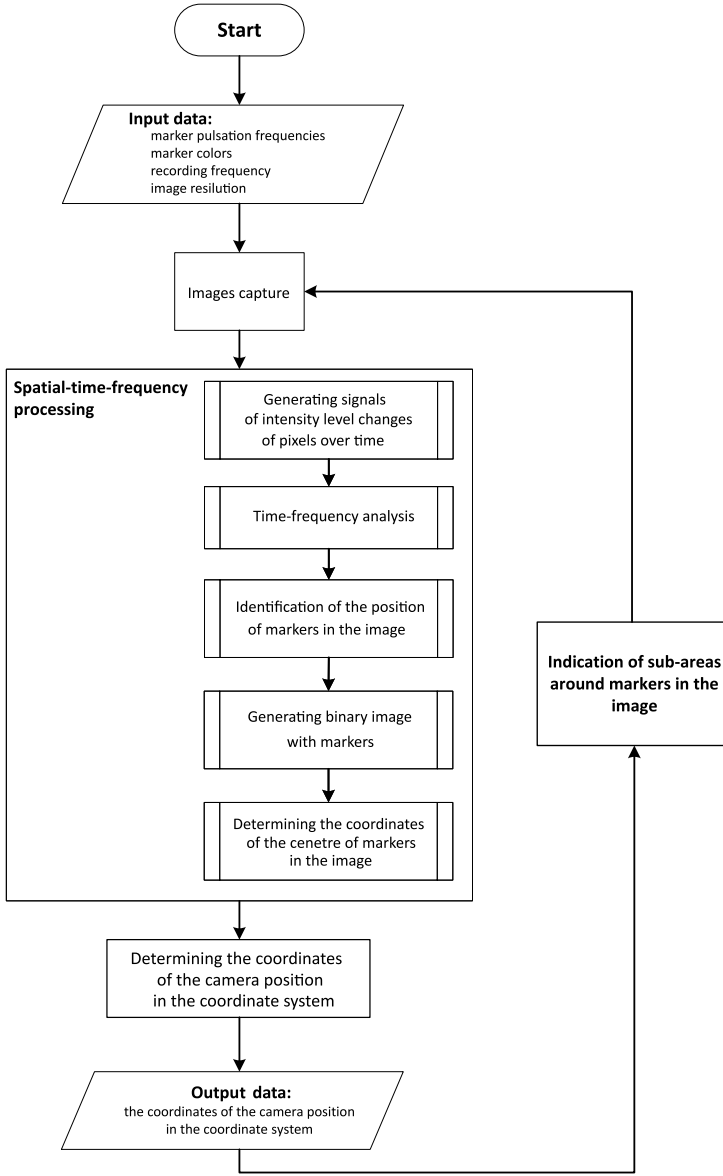 Start
Input data:
marker pulsation frequencies
marker colors
recording frequency
image resilution
Images capture
Spatial-time-frequency
processing
Generating signals
of intensity level changes
of pixels over time
Time-frequency analysis
Identification of the position
of markers in the image
Generating binary image
with markers
Determining the coordinates
of the cenetre of markers
in the image
Indication of sub-areas
around markers in the
image
Determining the coordinates
of the camera position
in the coordinate system
Output data:
the coordinates of the camera position
in the coordinate system